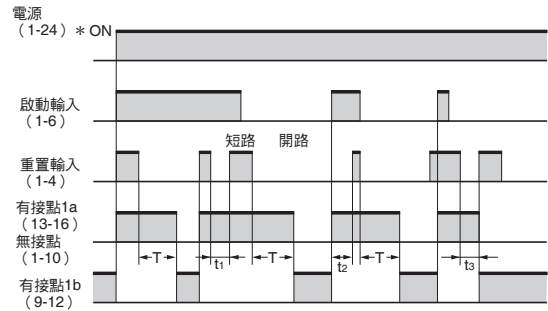 電源
（1-24）＊ON
啟動輸入
（1-6）
短路 開路
重置輸入
（1-4）
有接點1a
（13-16）
無接點
（1-10）
T t1 T t2 T t3
有接點1b
（9-12）